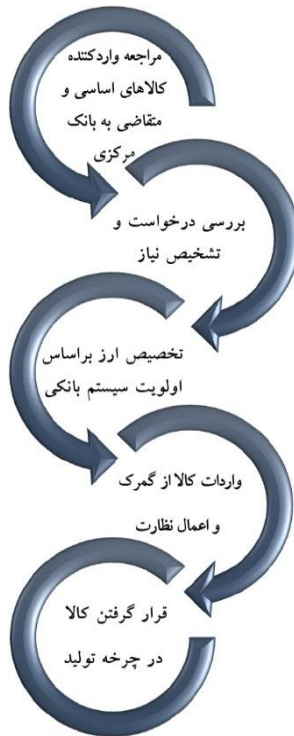 مراجعه واردکننده
کالاهای اساسی و
متقاضی به بانک
مرکزی
بررسی درخواست و
تشخیص نیاز
تخصیص ارز براساس
اولویت سیستم بانکی
واردات کالا از گمرک
و اعمال نظارت
قرار گرفتن کالا
در چرخه تولید